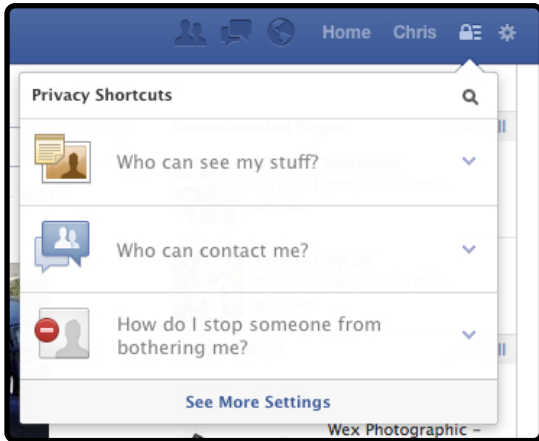 Home Chris
Privacy Shortcuts
Who can see my stuff?
Who can contact me?
How do I stop someone from
bothering me?
See More Settings
Wex Photographic –